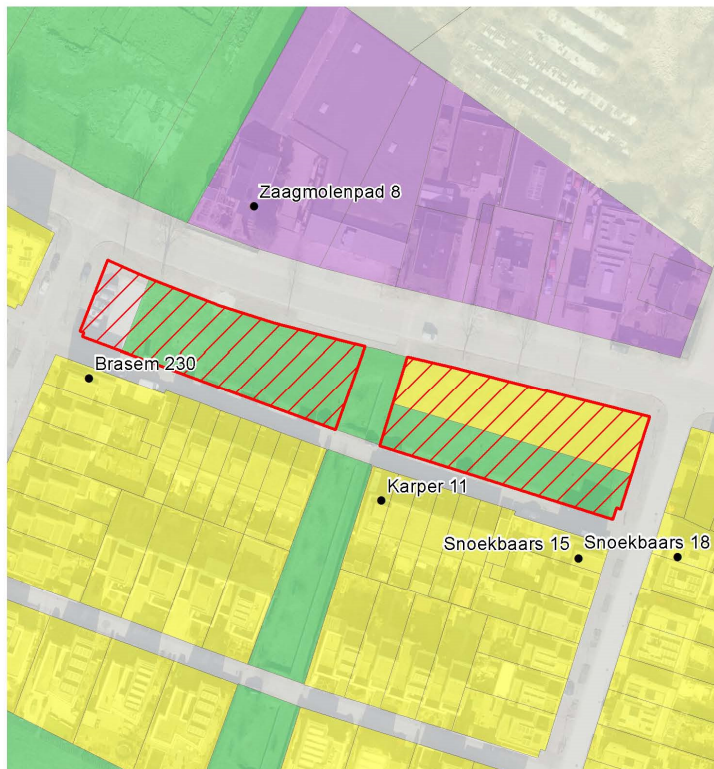 Zaagmolenpad 8
Brasem 230
Karper 11
Snoekbaars 15
Snoekbaars 18